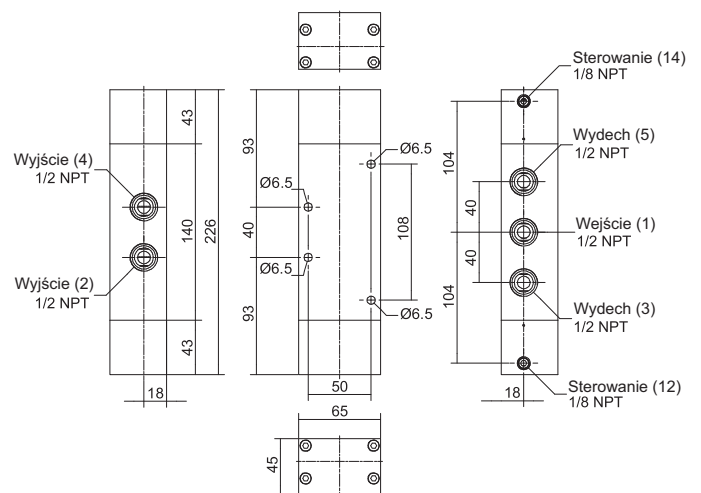 Wyjście (4)
1/2 NPT
Wyjście (2)
1/2 NPT
43
140
226
43
18
93
40
93
Ø6.5
Ø6.5
Ø6.5
Ø6.5
108
50
65
45
Sterowanie (14)
1/8 NPT
Wydech (5)
1/2 NPT
Wejście (1)
1/2 NPT
Wydech (3)
1/2 NPT
Sterowanie (12)
1/8 NPT
104
40
40
104
18